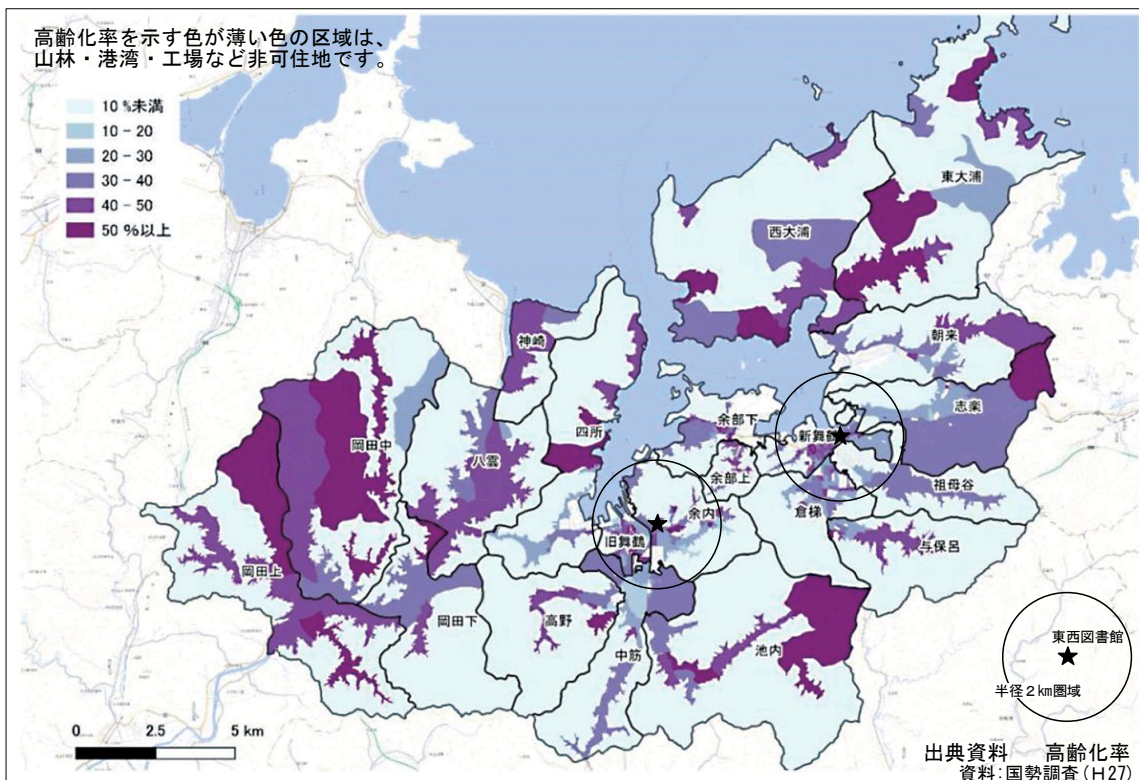 高齢化率を示す色が薄い色の区域は、
山林・港湾・工場など非可住地です。
10 %未満
10 - 20
20 - 30
30 - 40
40 - 50
50 %以上
東大浦
西大浦
朝来
神崎
志楽
岡田中
四所
余部下
新舞鶴
八雲
余部上
祖母谷
倉梯
余内
旧舞鶴
与保呂
岡田上
岡田下
高野
中筋
池内
東西図書館
半径2km圏域
0 2.5 5 km
出典資料 高齢化率
資料:国勢調査(H27)